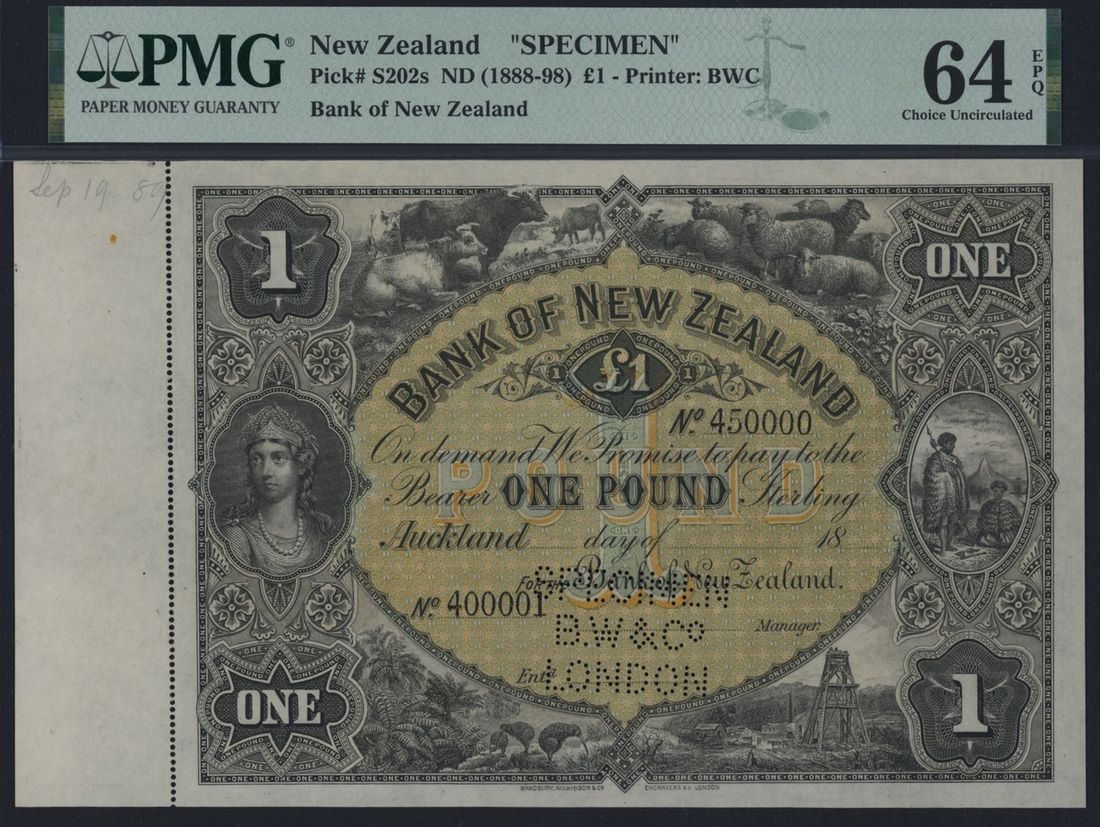 PMG®
PAPER MONEY GUARANTY
New Zealand "SPECIMEN"
Pick# S202s ND (1888-98) £1 - Printer: BWC
Bank of New Zealand
64 EPQ
Choice Uncirculated
Sep 19 89
1
ONE
BANK OF NEW ZEALAND
£1
1 1
No. 450000
On demand We Promise to pay to the
POUND
Bearer ONE POUND Sterling
Auckland day of 18
For the Bank of New Zealand.
SPECIMEN
No. 400001
B.W & Co
Manager.
LONDON
Entd
ONE
1
BRADBURY, WILKINSON & Co ENGRAVERS &c LONDON